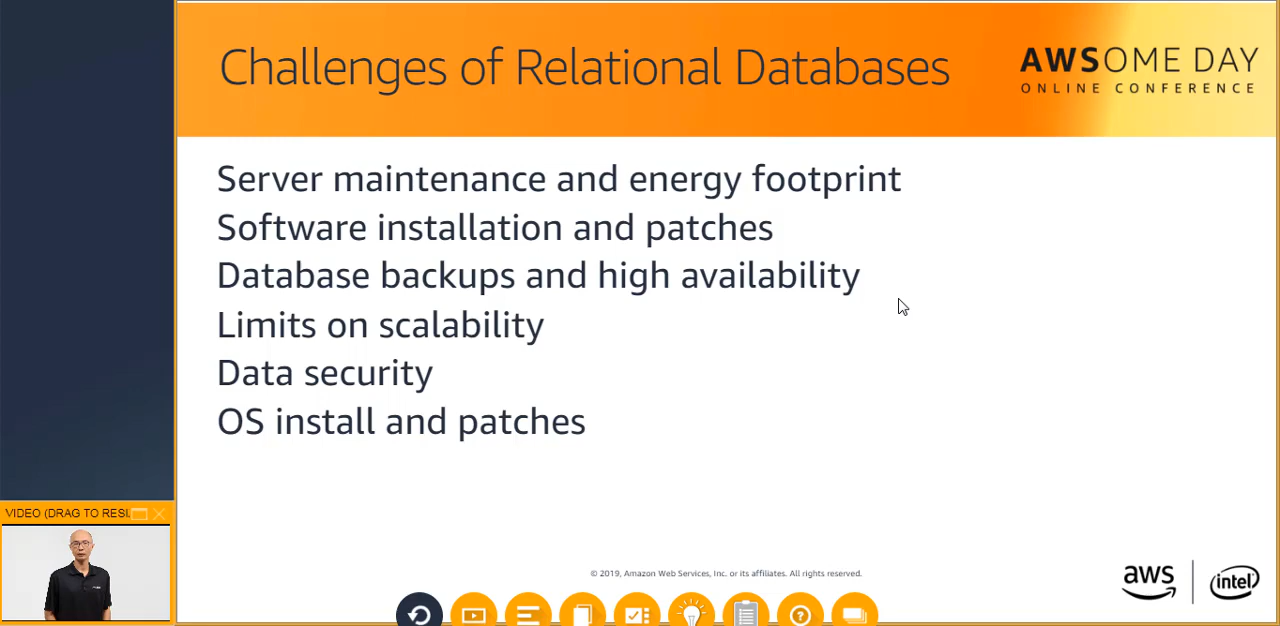 Challenges of Relational Databases
AWSOME DAY
ONLINE CONFERENCE
Server maintenance and energy footprint
Software installation and patches
Database backups and high availability
Limits on scalability
Data security
OS install and patches
VIDEO (DRAG TO RESI
© 2019, Amazon Web Services, Inc. or its affiliates. All rights reserved.
aws
intel